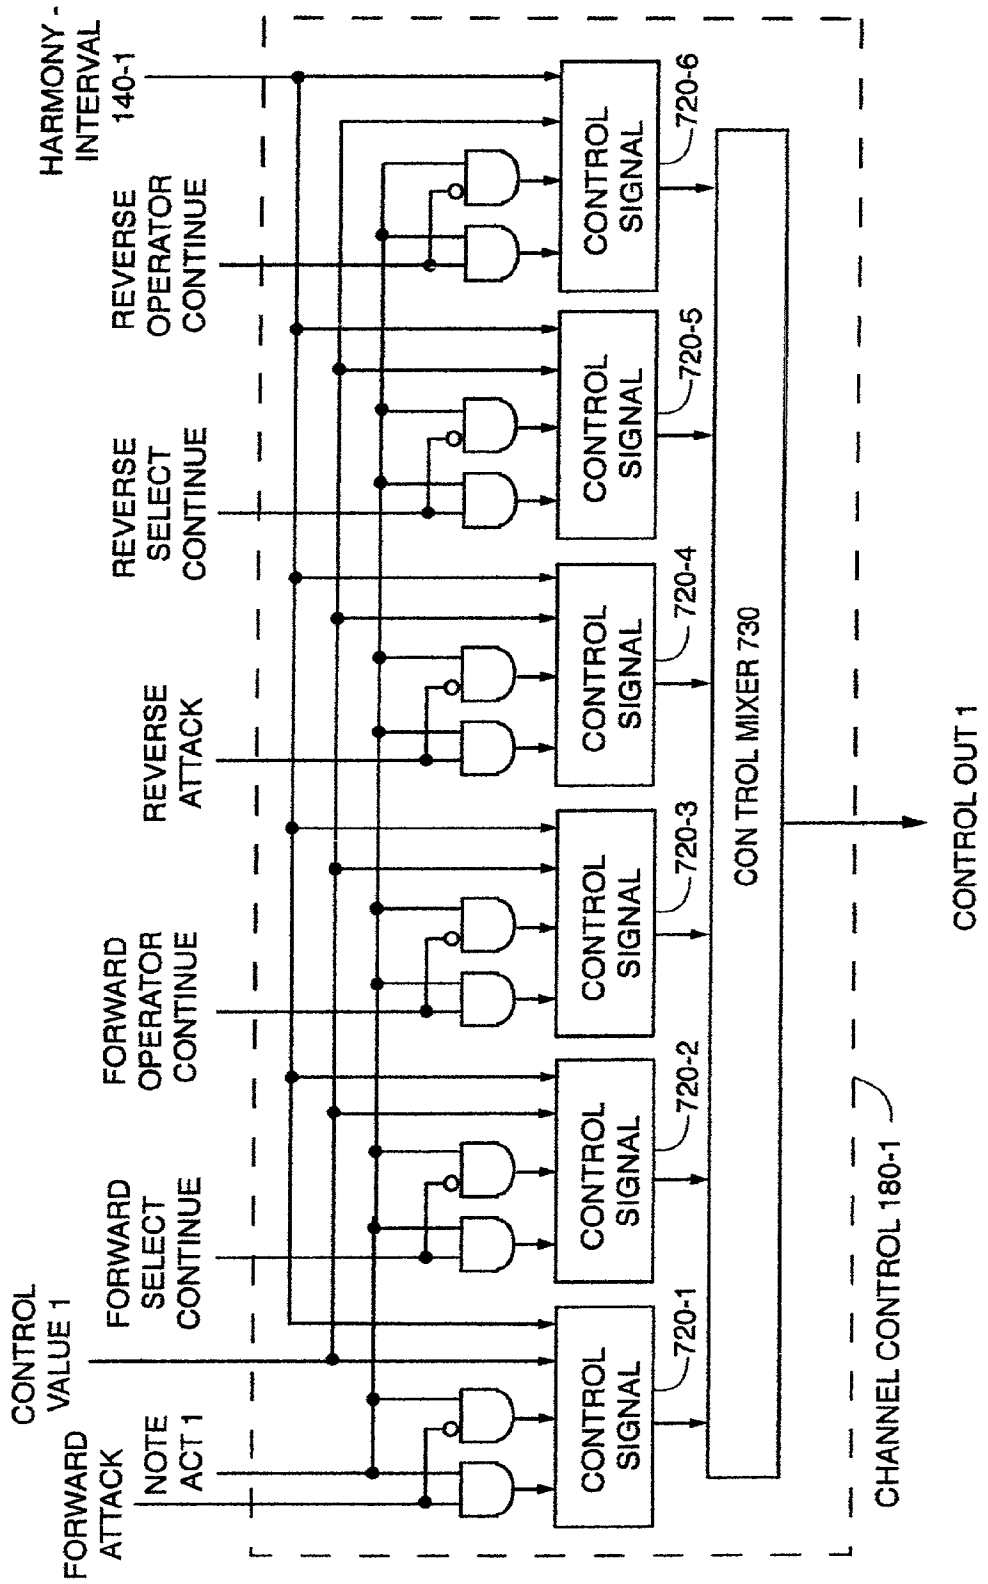 HARMONY -
INTERVAL
140-1
REVERSE
OPERATOR
CONTINUE
REVERSE
SELECT
CONTINUE
REVERSE
ATTACK
FORWARD
OPERATOR
CONTINUE
FORWARD
SELECT
CONTINUE
CONTROL
VALUE 1
NOTE
ACT 1
FORWARD
ATTACK
CONTROL
SIGNAL
720-6
CONTROL
SIGNAL
720-5
CONTROL
SIGNAL
720-4
CONTROL
SIGNAL
720-3
CONTROL
SIGNAL
720-2
CONTROL
SIGNAL
720-1
CON TROL MIXER 730
CHANNEL CONTROL 180-1
CONTROL OUT 1